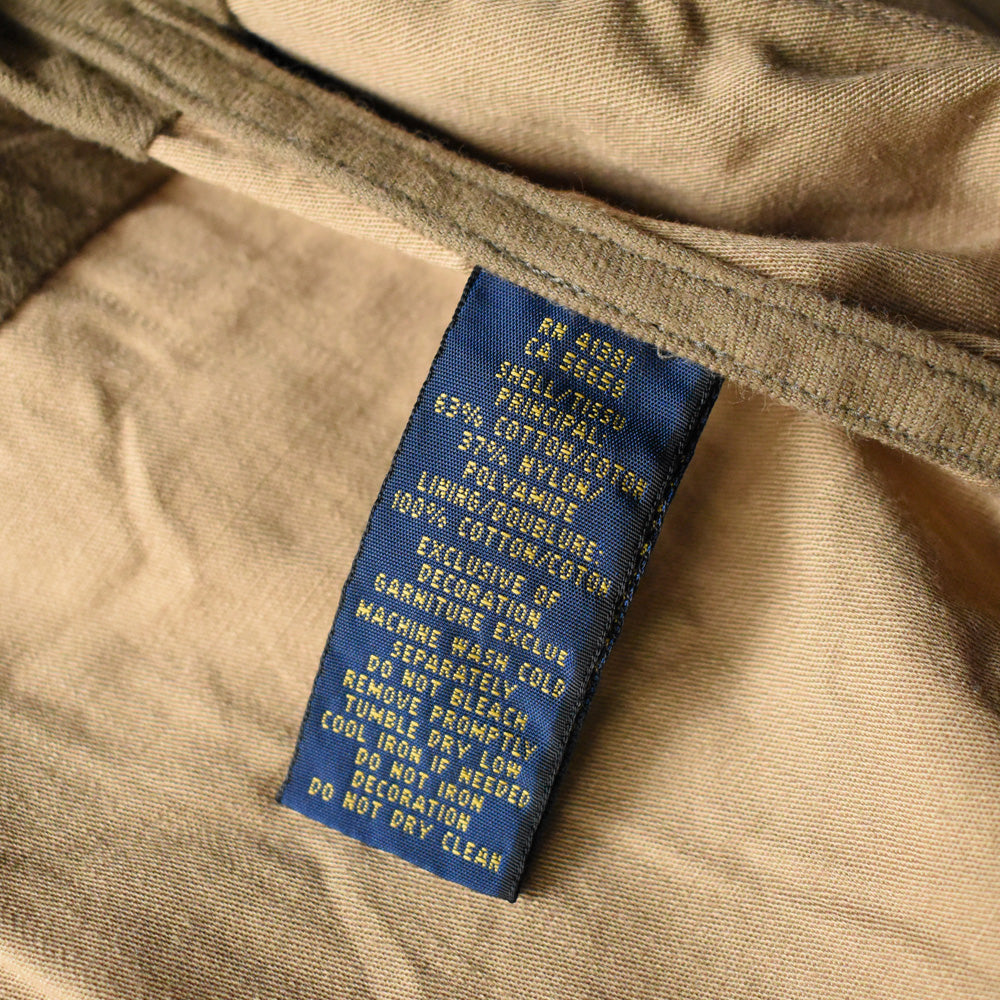 RN 41381
CA 56658
SHELL/TISSU
PRINCIPAL:
63% COTTON/COTON
37% NYLON/
POLYAMIDE
LINING/DOUBLURE:
100% COTTON/COTON
EXCLUSIVE OF
DECORATION
GARNITURE EXCLUE
MACHINE WASH COLD
SEPARATELY
DO NOT BLEACH
REMOVE PROMPTLY
TUMBLE DRY LOW
COOL IRON IF NEEDED
DO NOT IRON
DECORATION
DO NOT DRY CLEAN